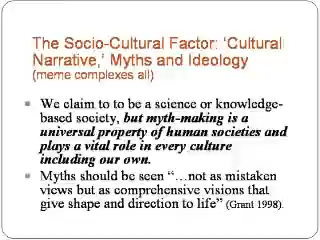 The Socio-Cultural Factor: ‘Cultural
Narrative,’ Myths and Ideology
(meme complexes all)
We claim to to be a science or knowledge-
based society, but myth-making is a
universal property of human societies and
plays a vital role in every culture
including our own.
Myths should be seen “…not as mistaken
views but as comprehensive visions that
give shape and direction to life” (Grant 1998).